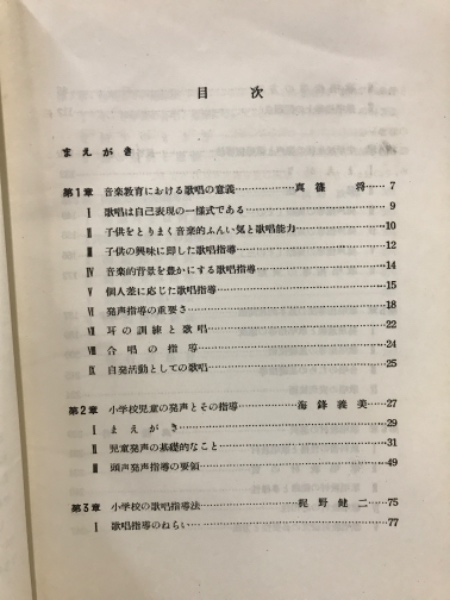 目次
まえがき
第1章 音楽教育における歌唱の意義……………真篠 将……7
Ⅰ 歌唱は自己表現の一様式である……………9
Ⅱ 子供をとりまく音楽的ふんい気と歌唱能力……………10
Ⅲ 子供の興味に即した歌唱指導……………12
Ⅳ 音楽的背景を豊かにする歌唱指導……………14
Ⅴ 個人差に応じた歌唱指導……………15
Ⅵ 発声指導の重要さ……………18
Ⅶ 耳の訓練と歌唱……………22
Ⅷ 合唱の指導……………24
Ⅸ 自発活動としての歌唱……………25
第2章 小学校児童の発声とその指導……………海鋒義美……27
Ⅰ まえがき……………29
Ⅱ 児童発声の基礎的なこと……………31
Ⅲ 頭声発声指導の要領……………49
第3章 小学校の歌唱指導法……………梶野健二……75
Ⅰ 歌唱指導のねらい……………77